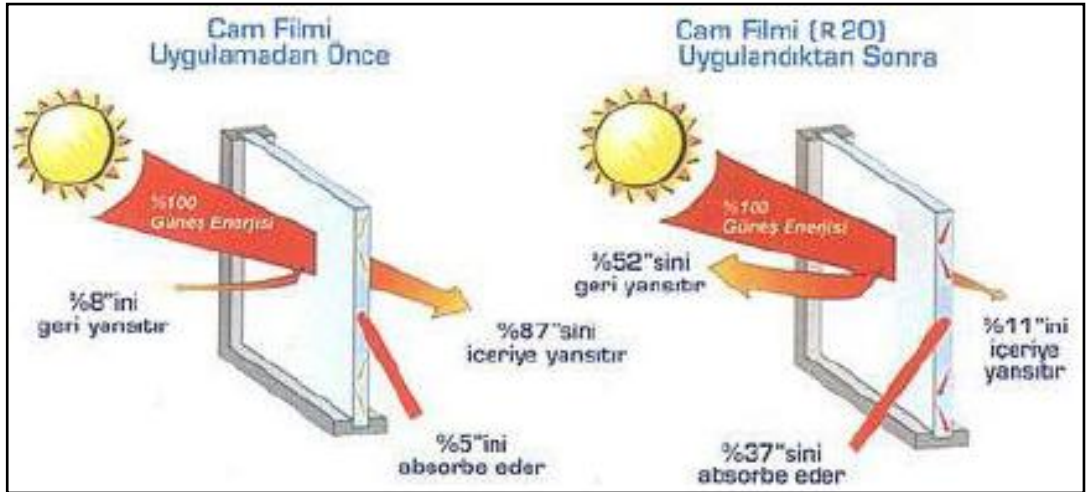 Cam Filmi
Uygulamadan Önce
%100
Güneş Enerjisi
%8"ini
geri yansıtır
%87"sini
içeriye yansıtır
%5"ini
absorbe eder
Cam Filmi (R 20)
Uygulandıktan Sonra
%100
Güneş Enerjisi
%52"sini
geri yansıtır
%11"ini
içeriye
yansıtır
%37"sini
absorbe eder